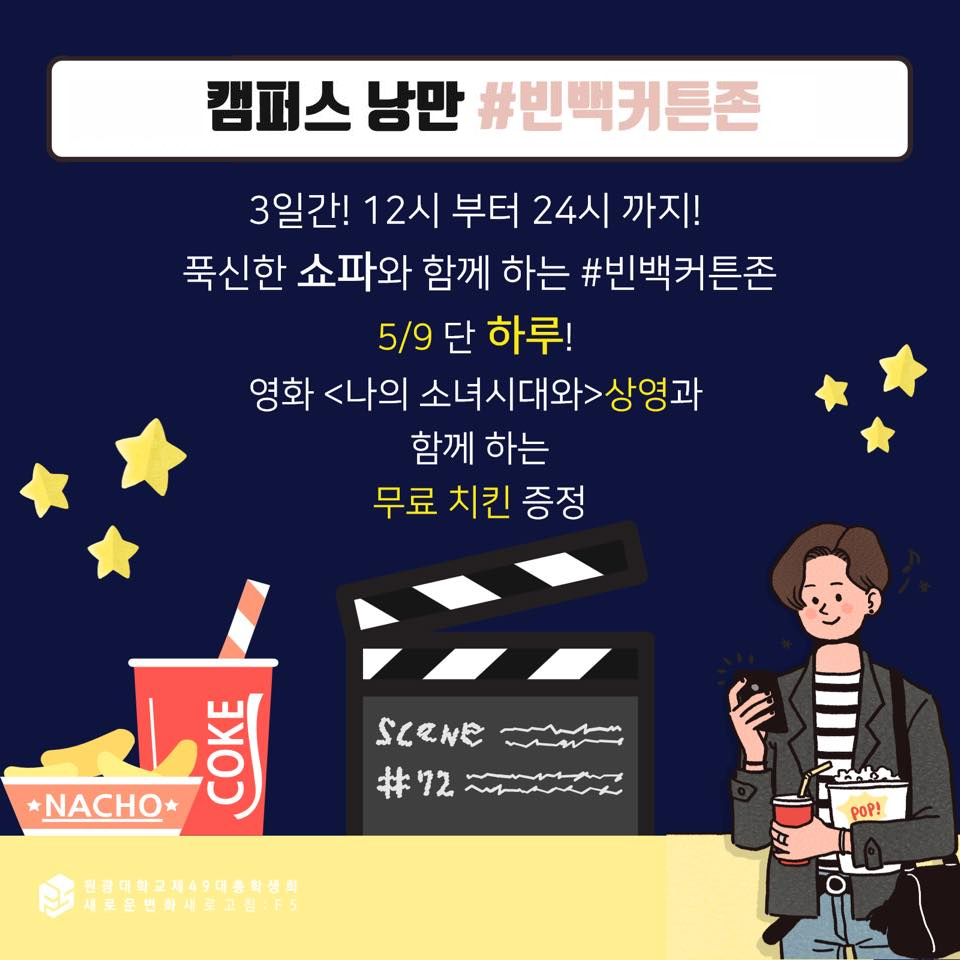 캠퍼스 낭만 #빈백커튼존
3일간! 12시 부터 24시 까지!
푹신한 쇼파와 함께 하는 #빈백커튼존
5/9 단 하루!
영화 <나의 소녀시대와>상영과
함께 하는
무료 치킨 증정
COKE
NACHO
SCENE
#72
POP!
원광대학교제49대총학생회
새로운변화새로고침:F5